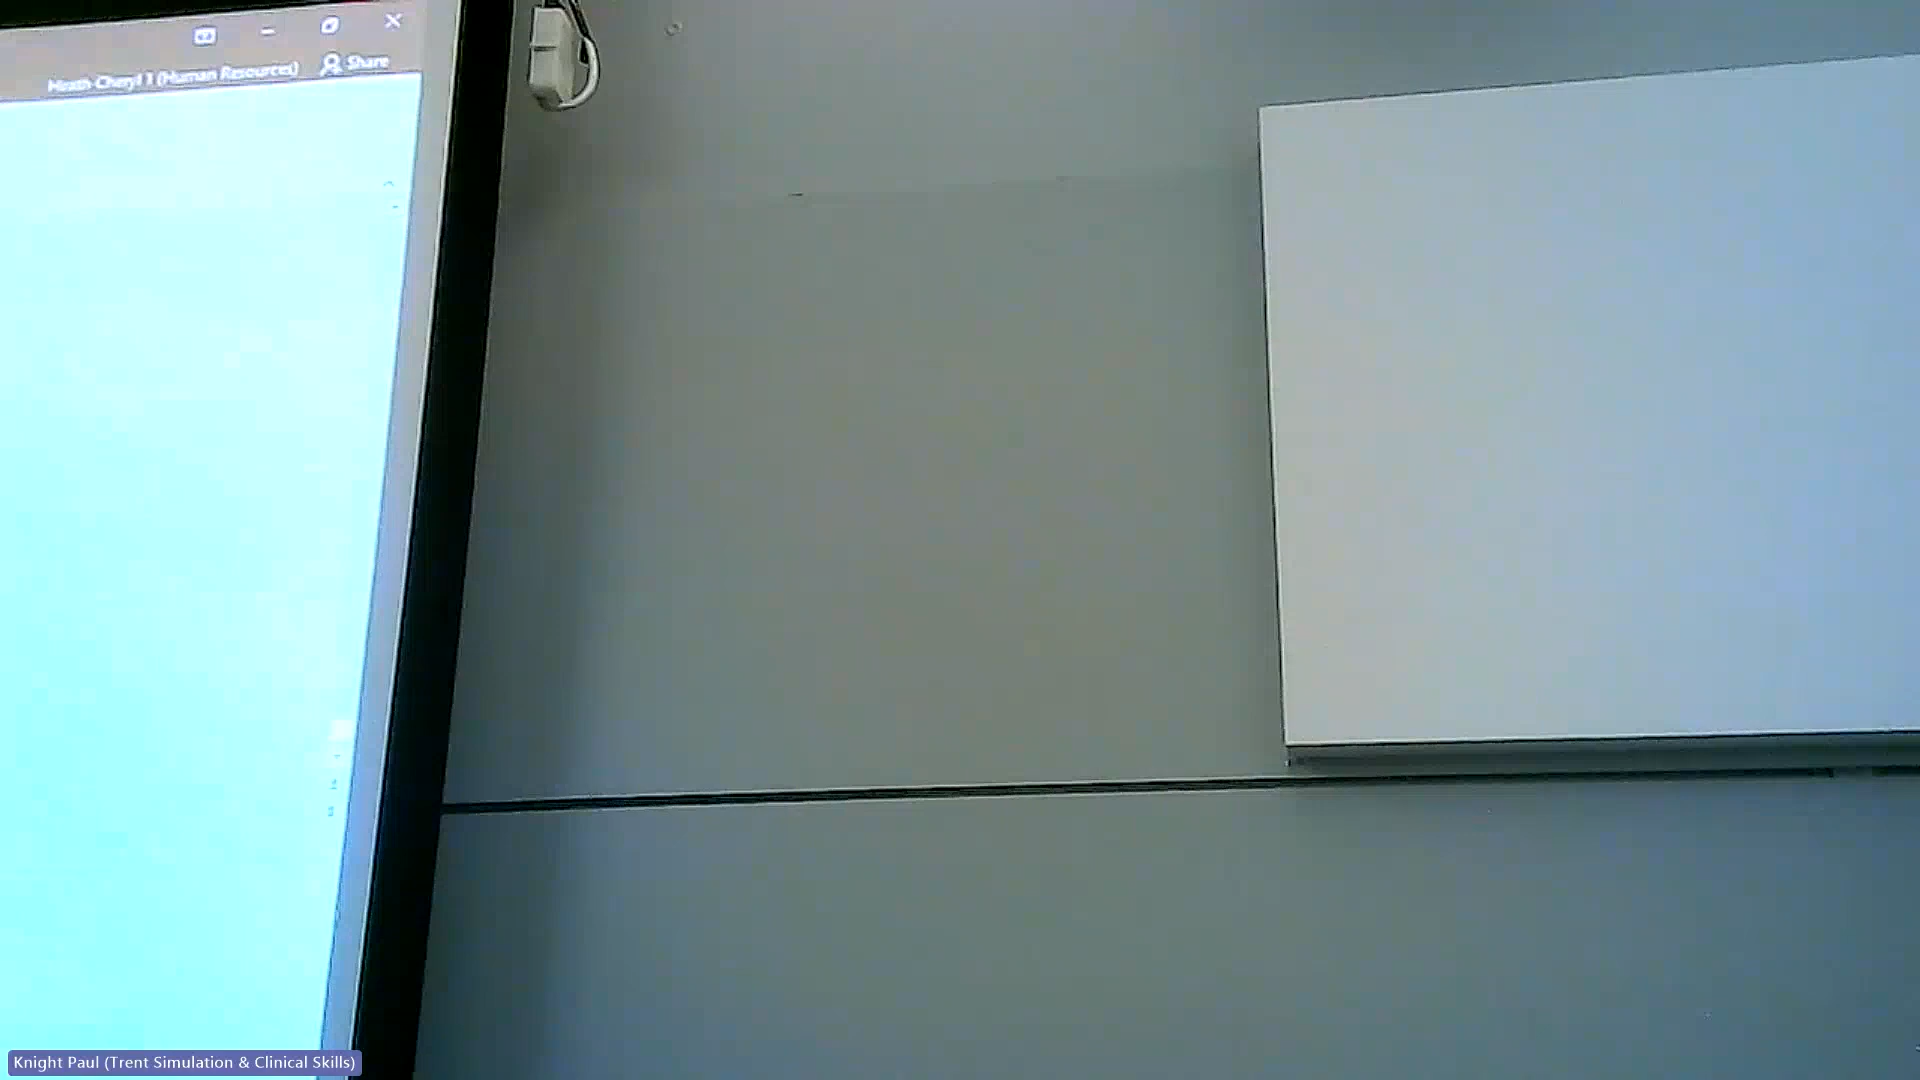 Heath Cheryl 1 (Human Resources) Share
Knight Paul (Trent Simulation & Clinical Skills)